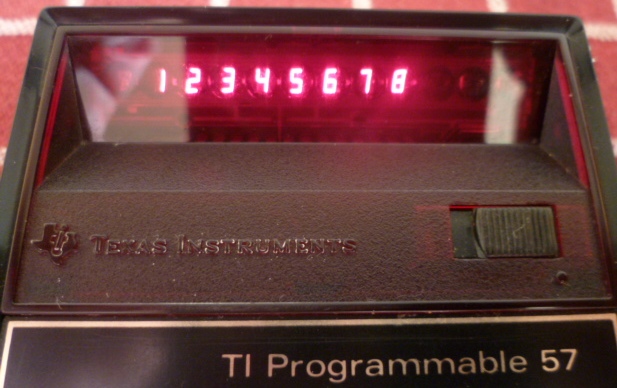 12345678
TEXAS INSTRUMENTS
TI Programmable 57